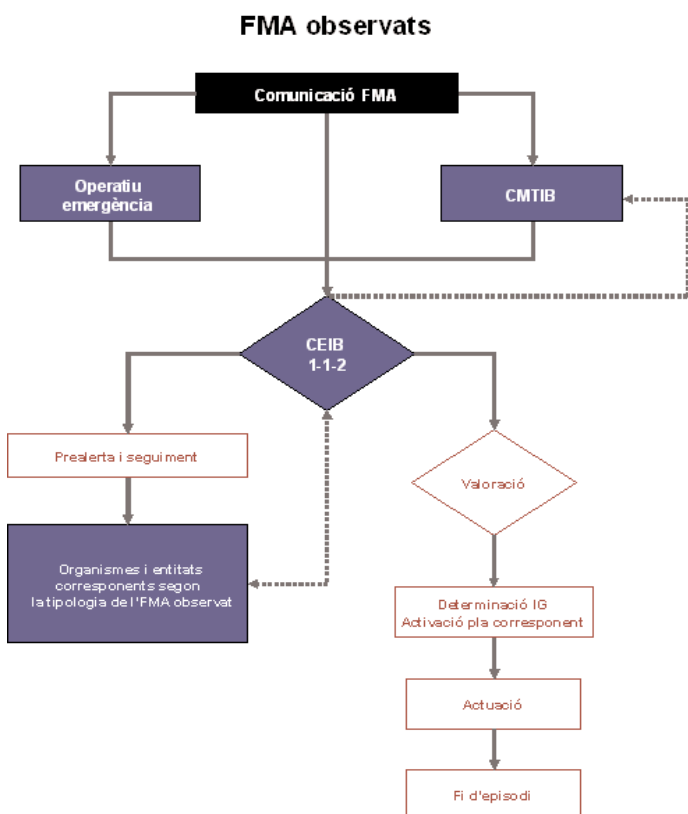 FMA observats
Comunicació FMA
Operatiu
emergència
CMTIB
CEIB
1-1-2
Prealerta i seguiment
Valoració
Organismes i entitats
corresponents segon
la tipologia de l'FMA observat
Determinació IG
Activació pla corresponent
Actuació
Fi d'episodi